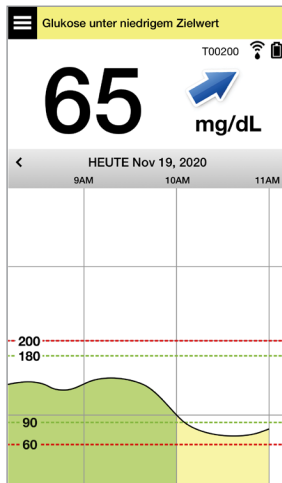 Glukose unter niedrigem Zielwert
T00200
65
mg/dL
HEUTE Nov 19, 2020
9AM 10AM 11AM
200
180
90
60